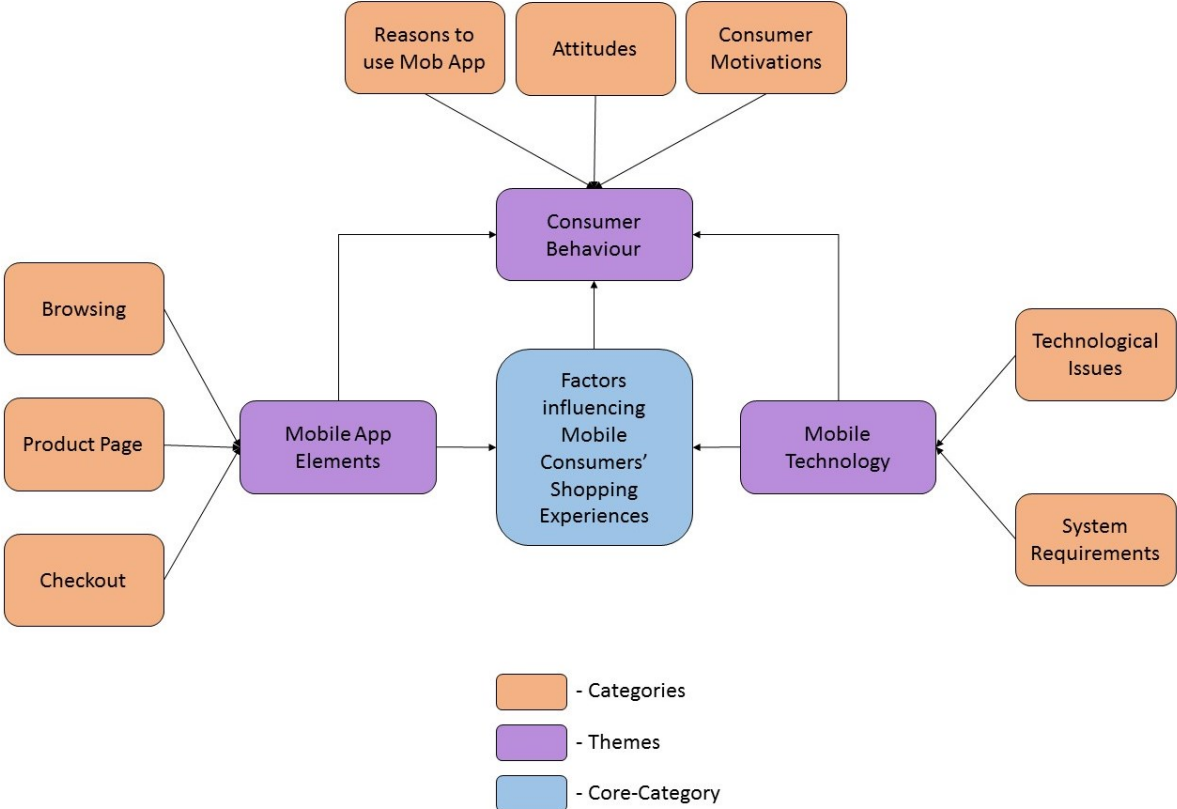 Reasons to
use Mob App
Attitudes
Consumer
Motivations
Consumer
Behaviour
Browsing
Product Page
Checkout
Mobile App
Elements
Factors
influencing
Mobile
Consumers’
Shopping
Experiences
Mobile
Technology
Technological
Issues
System
Requirements
- Categories
- Themes
- Core-Category